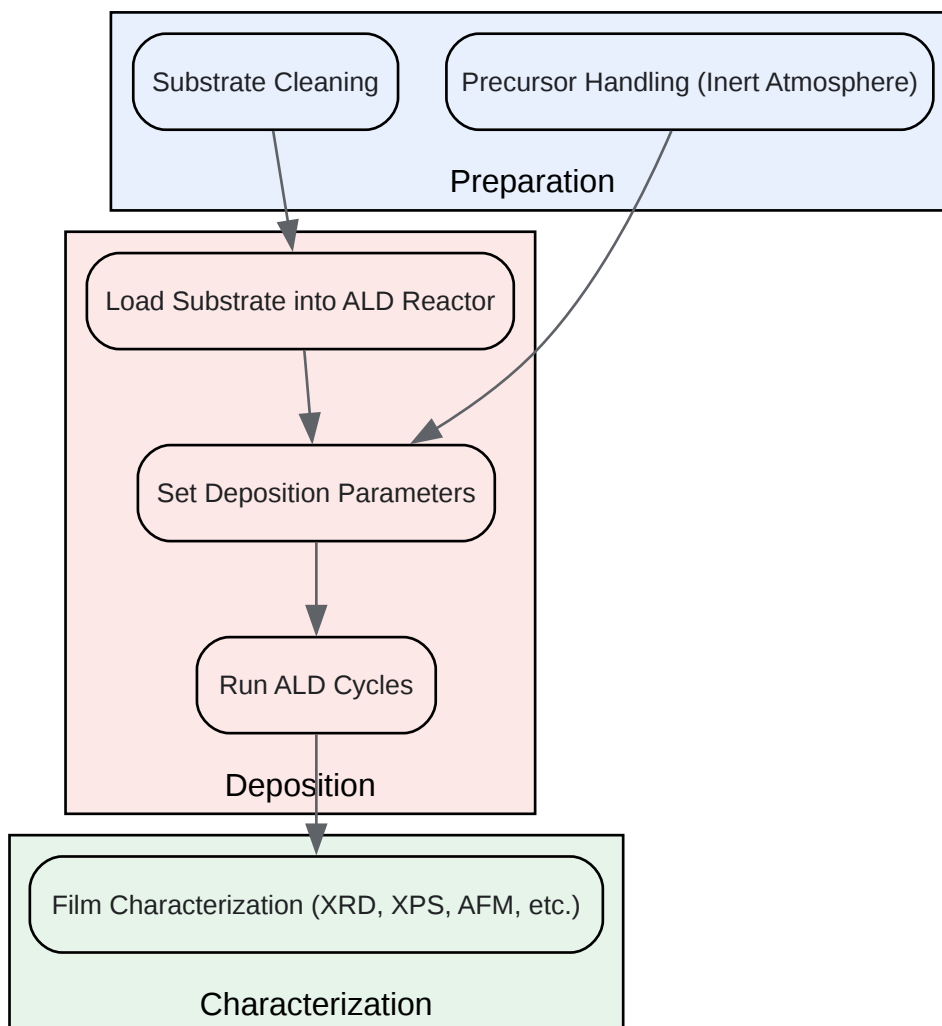 Substrate Cleaning
Precursor Handling (Inert Atmosphere)
Preparation
Load Substrate into ALD Reactor
Set Deposition Parameters
Run ALD Cycles
Deposition
Film Characterization (XRD, XPS, AFM, etc.)
Characterization